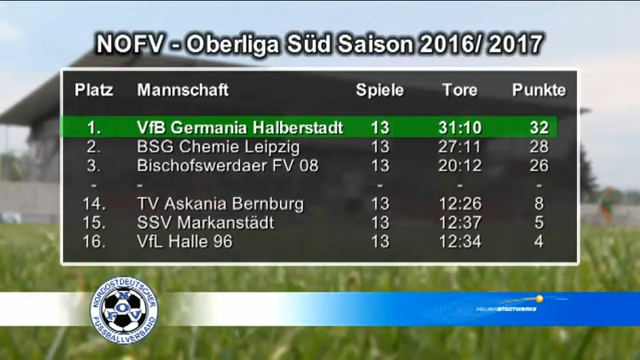 NOFV - Oberliga Süd Saison 2016/ 2017
Platz Mannschaft Spiele Tore Punkte
1. VfB Germania Halberstadt 13 31:10 32
2. BSG Chemie Leipzig 13 27:11 28
3. Bischofswerdaer FV 08 13 20:12 26
- - - - -
14. TV Askania Bernburg 13 12:26 8
15. SSV Markanstädt 13 12:37 5
16. VfL Halle 96 13 12:34 4
NORDOSTDEUTSCHER
NOFV
FUSSBALLVERBAND
STADTWERKE